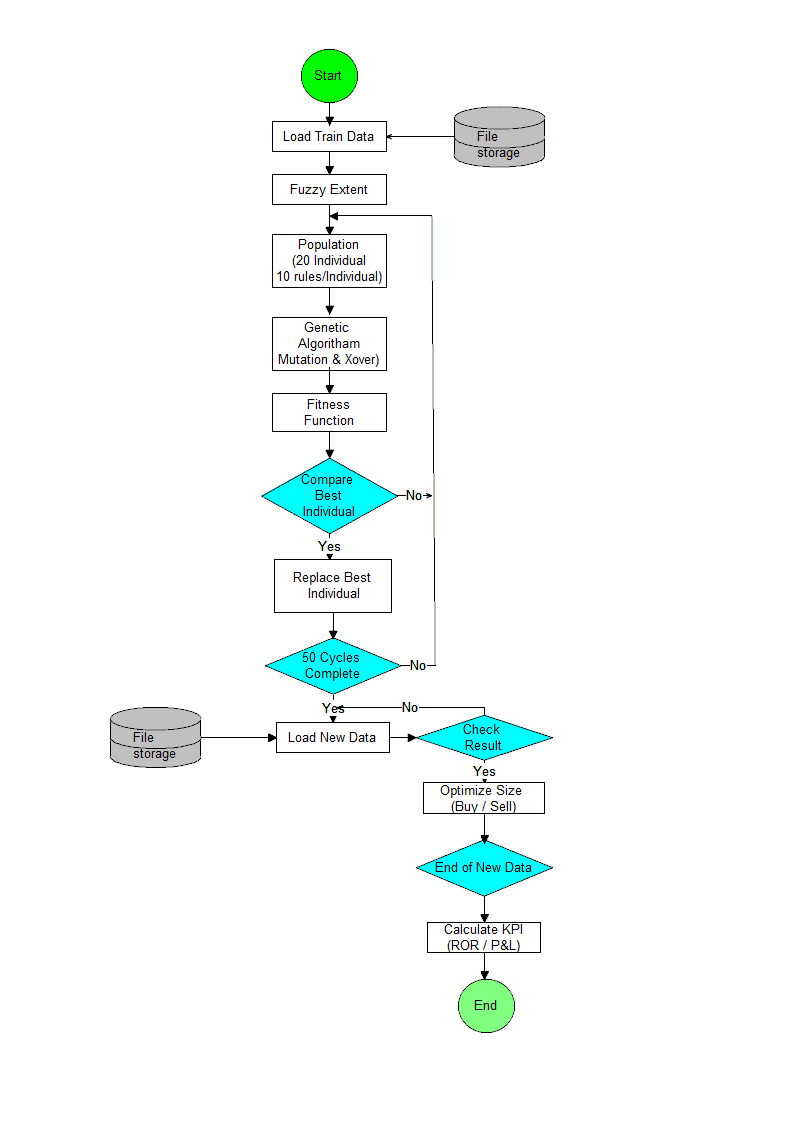 Start
Load Train Data
File
storage
Fuzzy Extent
Population
(20 Individual
10 rules/Individual)
Genetic
Algoritham
Mutation & Xover)
Fitness
Function
Compare
Best
Individual
No
Yes
Replace Best
Individual
50 Cycles
Complete
No
Yes
No
File
storage
Load New Data
Check
Result
Yes
Optimize Size
(Buy / Sell)
End of New Data
Calculate KPI
(ROR / P&L)
End